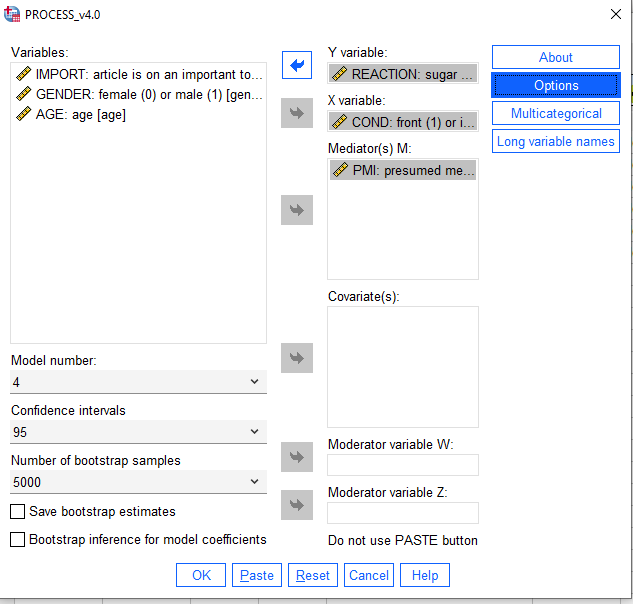 PROCESS_v4.0
Variables:
IMPORT: article is on an important to...
GENDER: female (0) or male (1) [gen...
AGE: age [age]
Model number:
4
Confidence intervals
95
Number of bootstrap samples
5000
Save bootstrap estimates
Bootstrap inference for model coefficients
Y variable:
REACTION: sugar ...
X variable:
COND: front (1) or i...
Mediator(s) M:
PMI: presumed me...
Covariate(s):
Moderator variable W:
Moderator variable Z:
Do not use PASTE button
About
Options
Multicategorical
Long variable names
OK
Paste
Reset
Cancel
Help